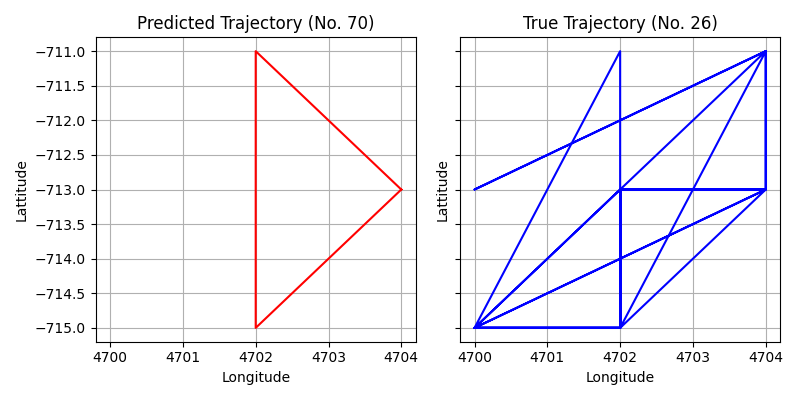 Predicted Trajectory (No. 70)
−711.0
−711.5
−712.0
−712.5
−713.0
−713.5
−714.0
−714.5
−715.0
Lattitude
4700 4701 4702 4703 4704
Longitude
True Trajectory (No. 26)
Lattitude
4700 4701 4702 4703 4704
Longitude